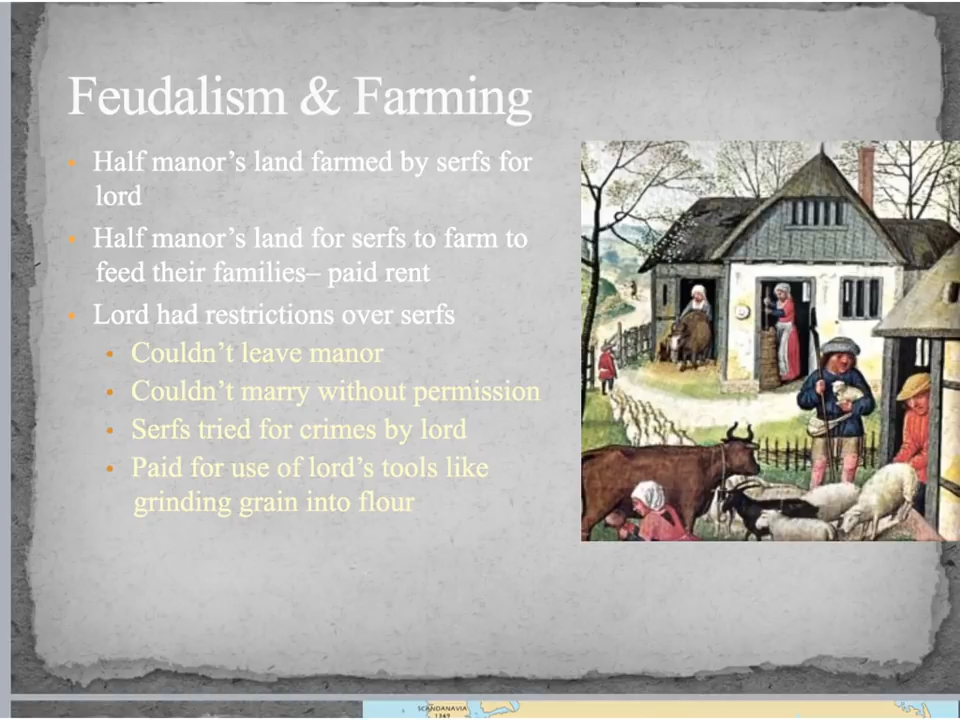 Feudalism & Farming
• Half manor’s land farmed by serfs for
lord
• Half manor’s land for serfs to farm to
feed their families– paid rent
• Lord had restrictions over serfs
• Couldn’t leave manor
• Couldn’t marry without permission
• Serfs tried for crimes by lord
• Paid for use of lord’s tools like
grinding grain into flour
SCANDANAVIA
1349